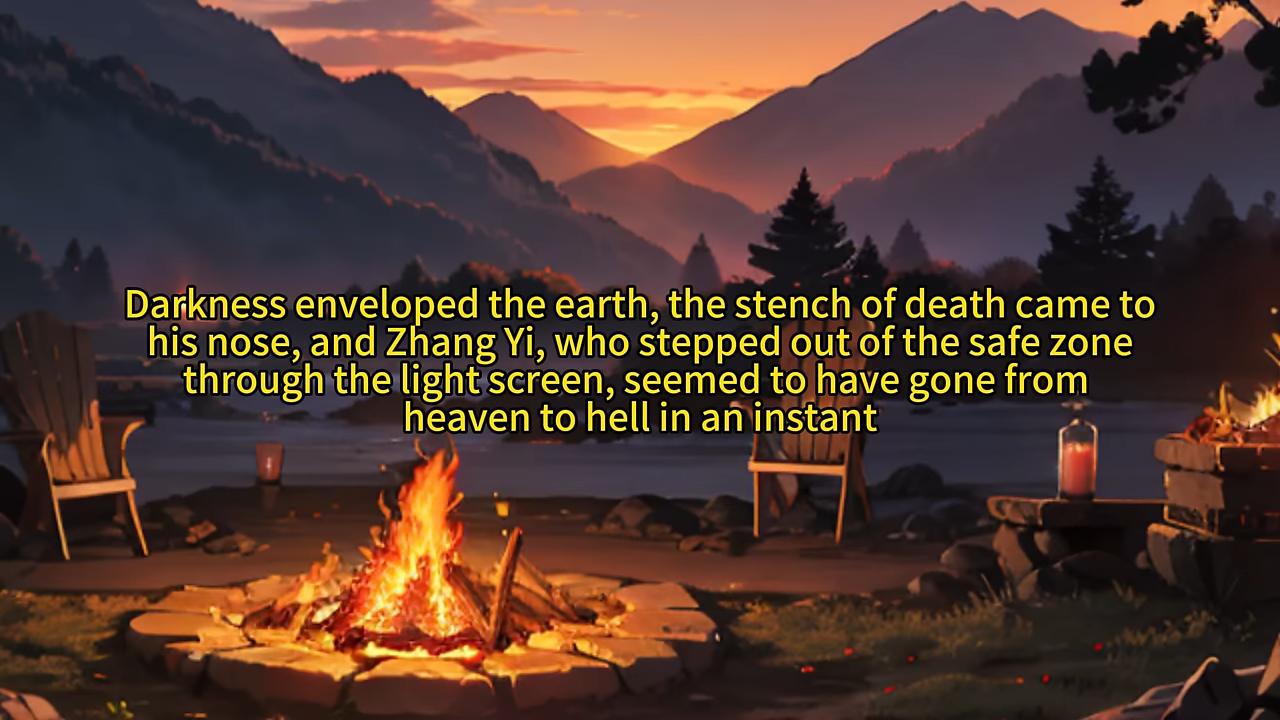 Darkness enveloped the earth, the stench of death came to
his nose, and Zhang Yi, who stepped out of the safe zone
through the light screen, seemed to have gone from
heaven to hell in an instant